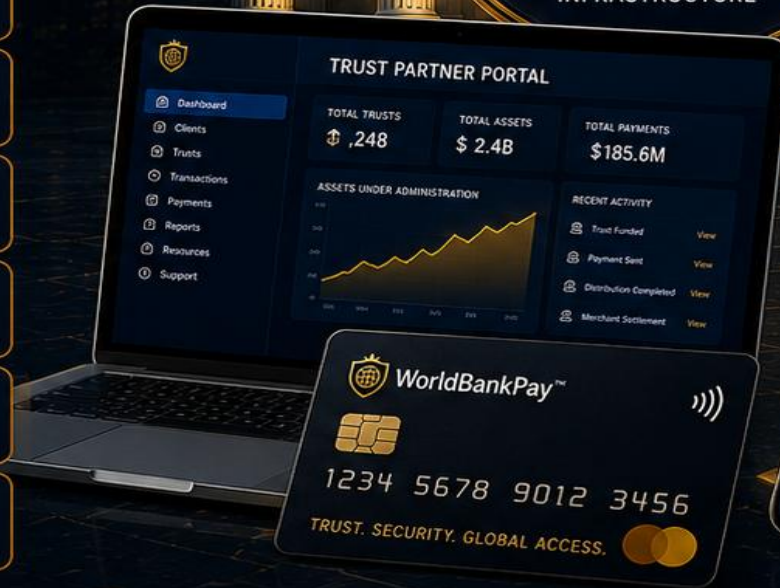 TRUST PARTNER PORTAL
Dashboard
Clients
Trusts
Transactions
Payments
Reports
Resources
Support
TOTAL TRUSTS
,248
TOTAL ASSETS
$ 2.4B
TOTAL PAYMENTS
$185.6M
ASSETS UNDER ADMINISTRATION
RECENT ACTIVITY
Trust Funded View
Payment Sent View
Distribution Completed View
Merchant Settlement View
WorldBankPay™
1234 5678 9012 3456
TRUST. SECURITY. GLOBAL ACCESS.